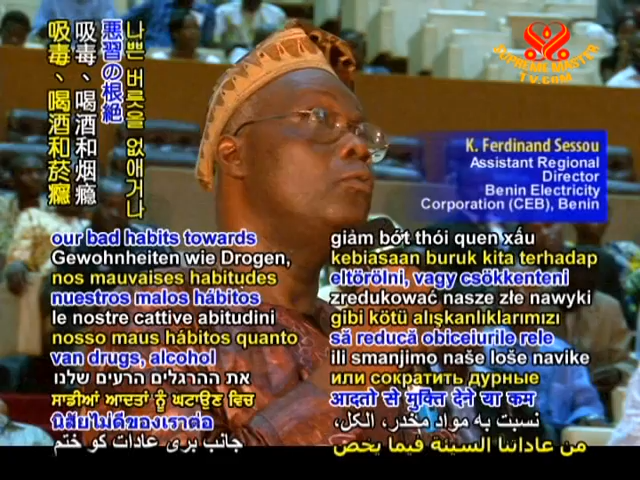 吸毒、喝酒和菸癮
吸毒、喝酒和烟瘾
悪習の根絶
나쁜 버릇을 없애거나
SUPREME MASTER
TV.COM
K. Ferdinand Sessou
Assistant Regional
Director
Benin Electricity
Corporation (CEB), Benin
our bad habits towards
Gewohnheiten wie Drogen,
nos mauvaises habitudes
nuestros malos hábitos
le nostre cattive abitudini
nosso maus hábitos quanto
van drugs, alcohol
את ההרגלים הרעים שלנו
ਸਾਡੀਆਂ ਆਦਤਾਂ ਨੂੰ ਘਟਾਉਣ ਵਿਚ
นิสัยไม่ดีของเราต่อ
جانب بری عادات کو ختم
giảm bớt thói quen xấu
kebiasaan buruk kita terhadap
eltörölni, vagy csökkenteni
zredukować nasze złe nawyki
gibi kötü alışkanlıklarımızı
să reducă obiceiurile rele
ili smanjimo naše loše navike
или сократить дурные
आदतो से मुक्ति देने या कम
نسبت به مواد مخدر، الکل،
من عاداتنا السيئة فيما يخص